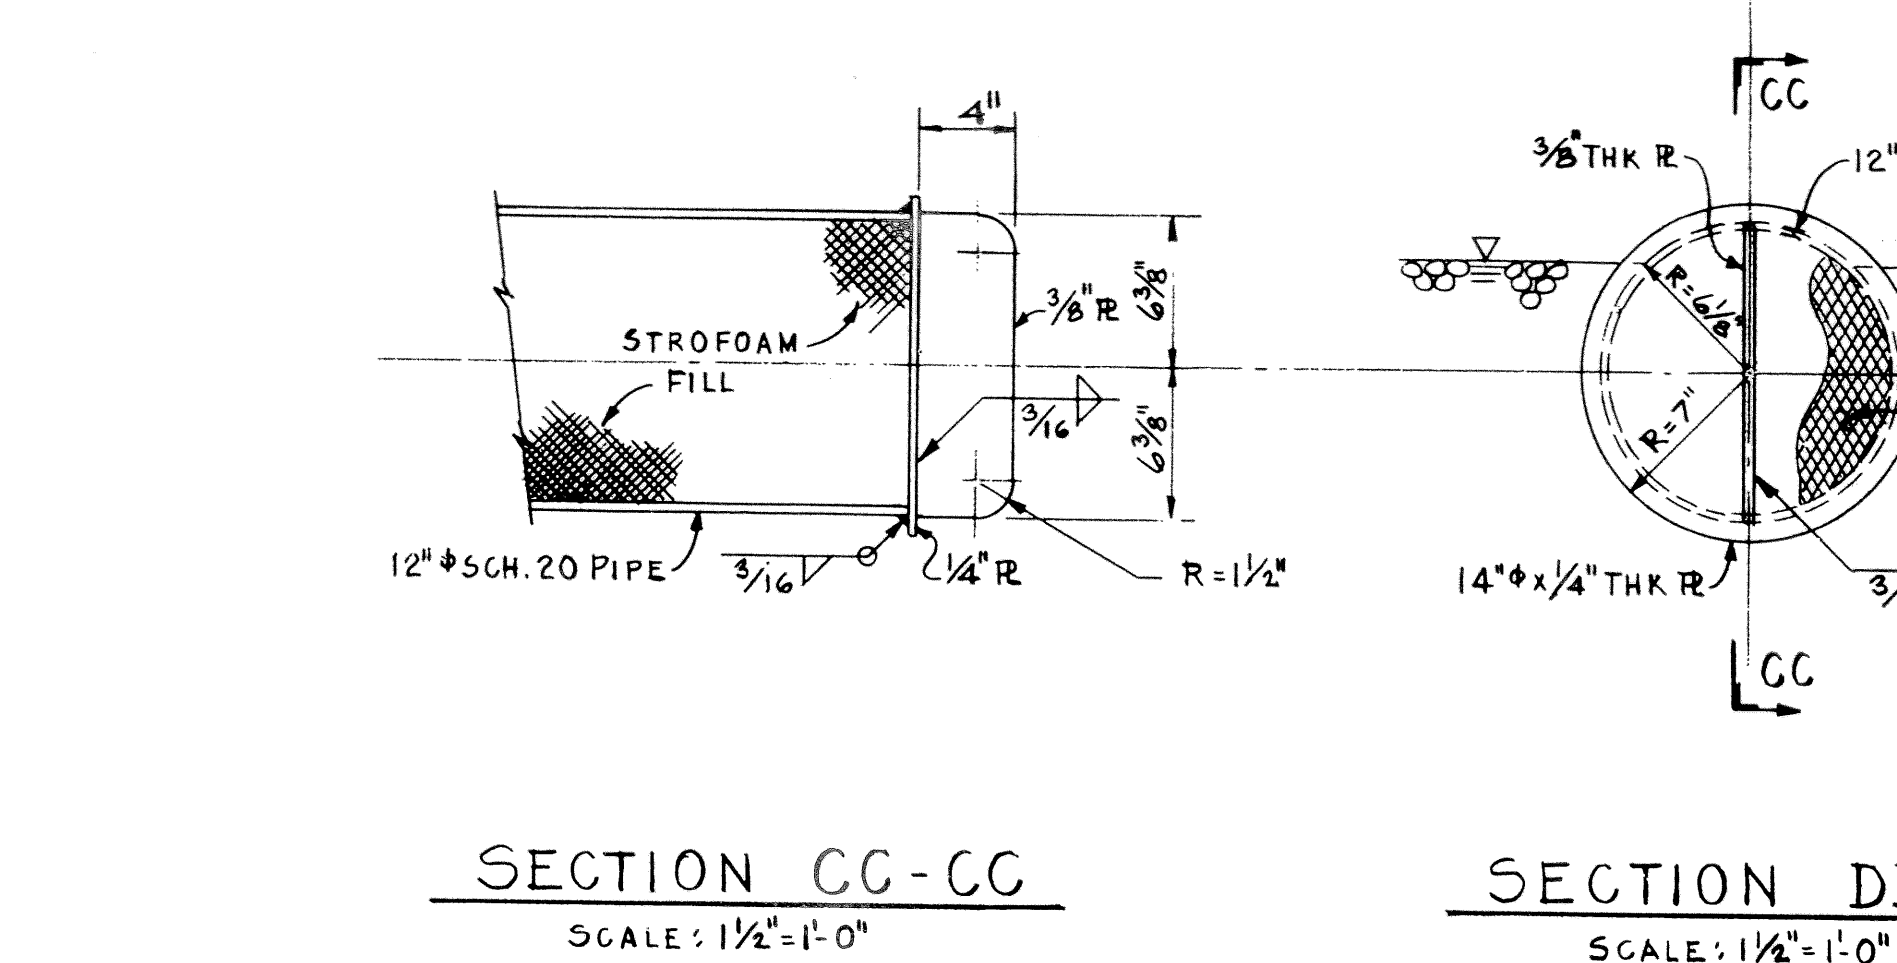 4"
STROFOAM
FILL
3/8" PL
6 3/8"
6 3/8"
3/16
12" φ SCH. 20 PIPE
3/16
1/4" PL
R = 1 1/2"
SECTION CC-CC
SCALE: 1 1/2" = 1'-0"
CC
3/8" THK PL
12"
R = 6 1/8"
R = 7"
14" φ x 1/4" THK PL
3/
CC
SECTION D
SCALE: 1 1/2" = 1'-0"